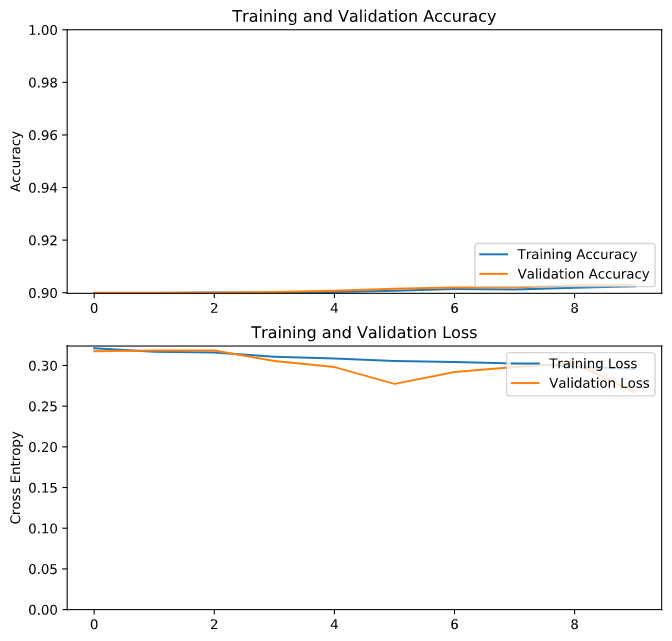 Training and Validation Accuracy
1.00
0.98
0.96
0.94
0.92
0.90
Accuracy
Training Accuracy
Validation Accuracy
0 2 4 6 8
Training and Validation Loss
0.30
0.25
0.20
0.15
0.10
0.05
0.00
Cross Entropy
Training Loss
Validation Loss
0 2 4 6 8